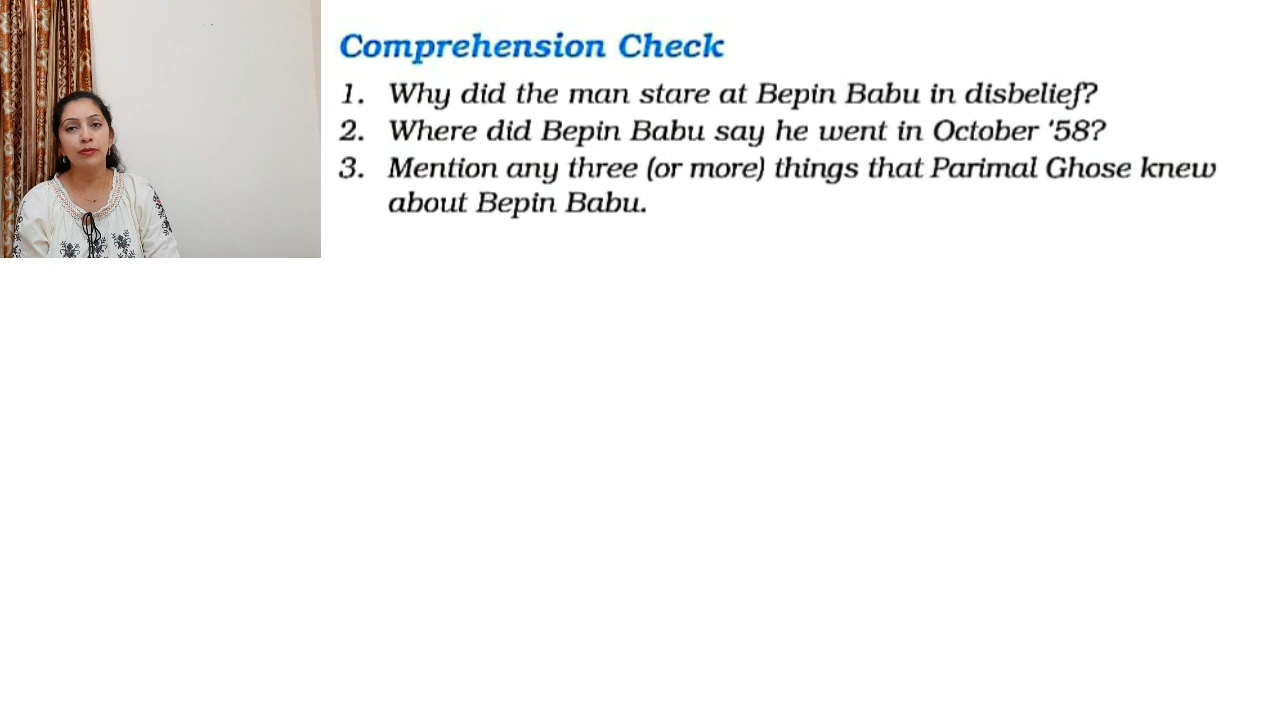 Comprehension Check
1. Why did the man stare at Bepin Babu in disbelief?
2. Where did Bepin Babu say he went in October '58?
3. Mention any three (or more) things that Parimal Ghose knew
about Bepin Babu.